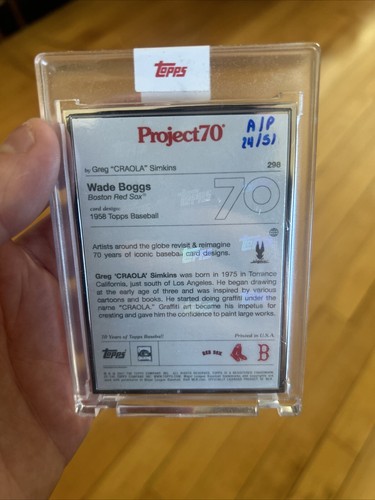 Topps
Project70®
A/P
24/51
by Greg "CRAOLA" Simkins
298
Wade Boggs
Boston Red Sox™
card design:
1958 Topps Baseball
70
Artists around the globe revisit & reimagine
70 years of iconic baseball card designs.
Greg 'CRAOLA' Simkins was born in 1975 in Torrance
California, just south of Los Angeles. He began drawing
at the early age of three and was inspired by various
cartoons and books. He started doing graffiti under the
name "CRAOLA." Graffiti art became his impetus for
creating and gave him the confidence to paint large works.
70 Years of Topps Baseball
Printed in U.S.A.
Topps
RED SOX
B